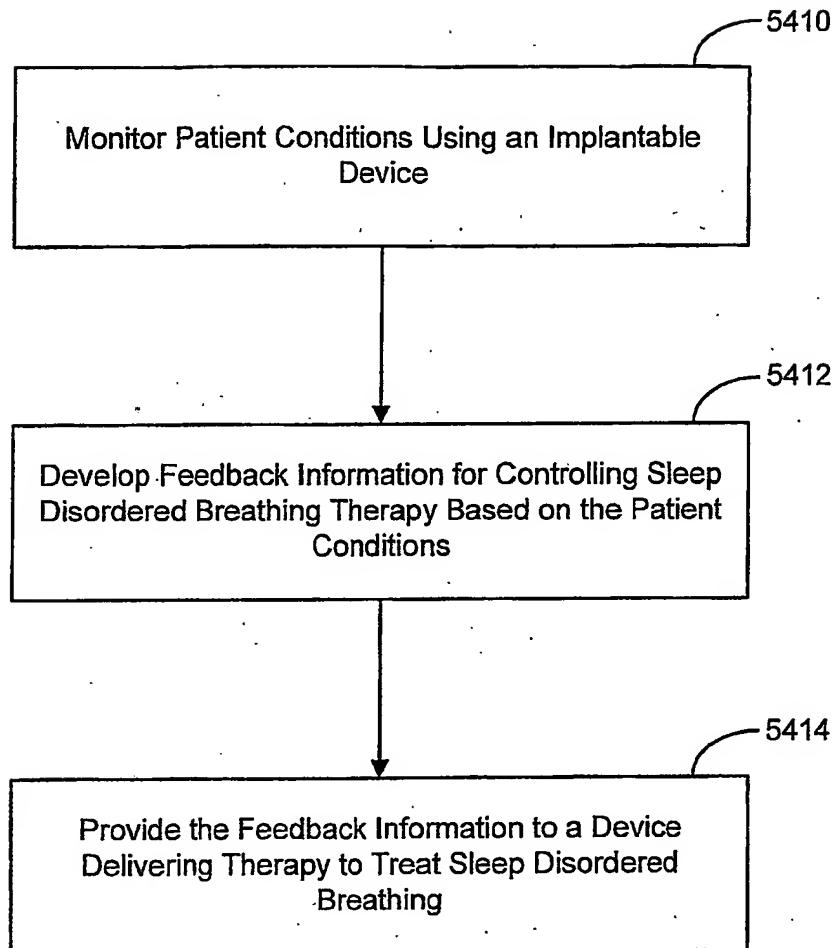 5410
Monitor Patient Conditions Using an Implantable
Device
5412
Develop Feedback Information for Controlling Sleep
Disordered Breathing Therapy Based on the Patient
Conditions
5414
Provide the Feedback Information to a Device
Delivering Therapy to Treat Sleep Disordered
Breathing